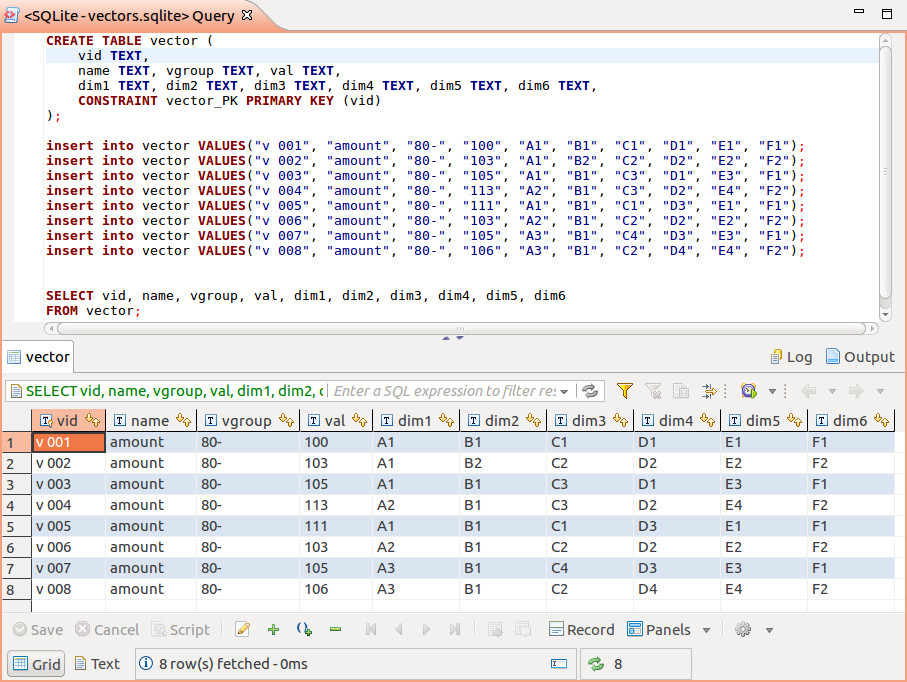 <SQLite - vectors.sqlite> Query
CREATE TABLE vector (
vid TEXT,
name TEXT, vgroup TEXT, val TEXT,
dim1 TEXT, dim2 TEXT, dim3 TEXT, dim4 TEXT, dim5 TEXT, dim6 TEXT,
CONSTRAINT vector_PK PRIMARY KEY (vid)
);
insert into vector VALUES("v 001", "amount", "80-", "100", "A1", "B1", "C1", "D1", "E1", "F1");
insert into vector VALUES("v 002", "amount", "80-", "103", "A1", "B2", "C2", "D2", "E2", "F2");
insert into vector VALUES("v 003", "amount", "80-", "105", "A1", "B1", "C3", "D1", "E3", "F1");
insert into vector VALUES("v 004", "amount", "80-", "113", "A2", "B1", "C3", "D2", "E4", "F2");
insert into vector VALUES("v 005", "amount", "80-", "111", "A1", "B1", "C1", "D3", "E1", "F1");
insert into vector VALUES("v 006", "amount", "80-", "103", "A2", "B1", "C2", "D2", "E2", "F2");
insert into vector VALUES("v 007", "amount", "80-", "105", "A3", "B1", "C4", "D3", "E3", "F1");
insert into vector VALUES("v 008", "amount", "80-", "106", "A3", "B1", "C2", "D4", "E4", "F2");
SELECT vid, name, vgroup, val, dim1, dim2, dim3, dim4, dim5, dim6
FROM vector;
vector Log Output
SELECT vid, name, vgroup, val, dim1, dim2, Enter a SQL expression to filter res
vid name vgroup val dim1 dim2 dim3 dim4 dim5 dim6
1 v 001 amount 80- 100 A1 B1 C1 D1 E1 F1
2 v 002 amount 80- 103 A1 B2 C2 D2 E2 F2
3 v 003 amount 80- 105 A1 B1 C3 D1 E3 F1
4 v 004 amount 80- 113 A2 B1 C3 D2 E4 F2
5 v 005 amount 80- 111 A1 B1 C1 D3 E1 F1
6 v 006 amount 80- 103 A2 B1 C2 D2 E2 F2
7 v 007 amount 80- 105 A3 B1 C4 D3 E3 F1
8 v 008 amount 80- 106 A3 B1 C2 D4 E4 F2
Save Cancel Script Record Panels
Grid Text 8 row(s) fetched - 0ms 8